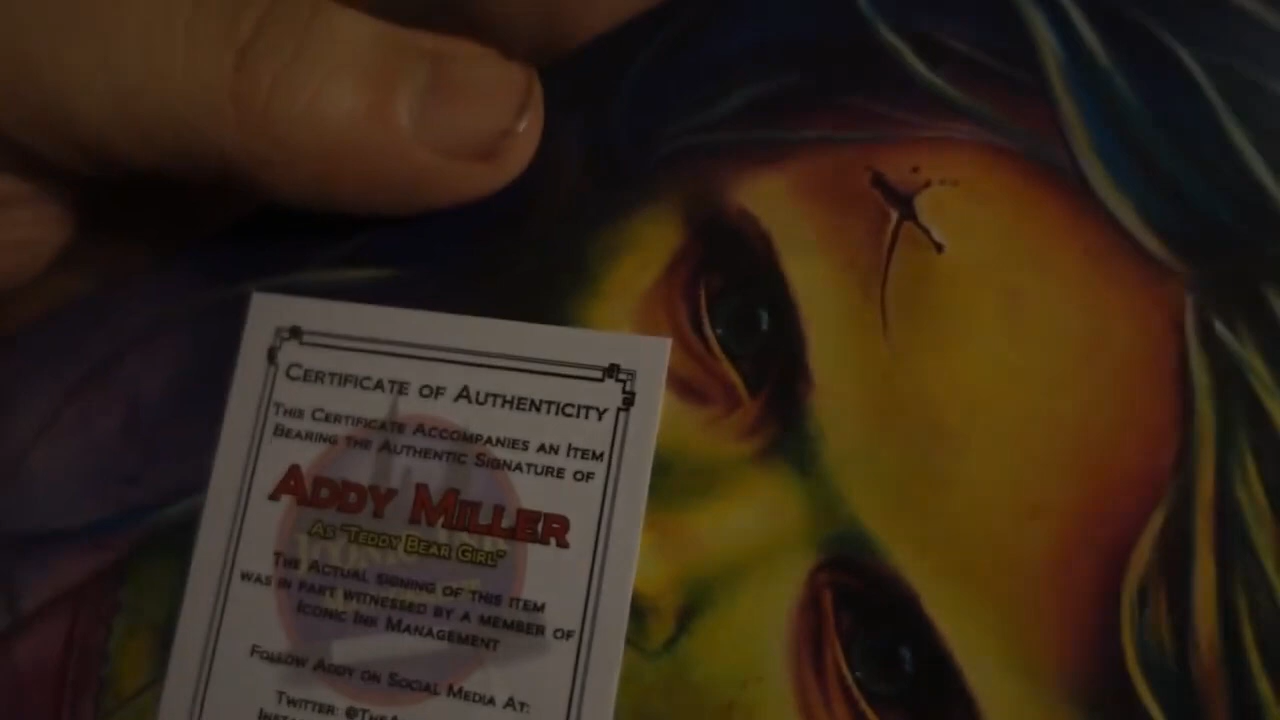 CERTIFICATE OF AUTHENTICITY
THIS CERTIFICATE ACCOMPANIES AN ITEM
BEARING THE AUTHENTIC SIGNATURE OF
ADDY MILLER
AS "TEDDY BEAR GIRL"
THE ACTUAL SIGNING OF THIS ITEM
WAS IN PART WITNESSED BY A MEMBER OF
ICONIC INK MANAGEMENT
FOLLOW ADDY ON SOCIAL MEDIA AT:
TWITTER: